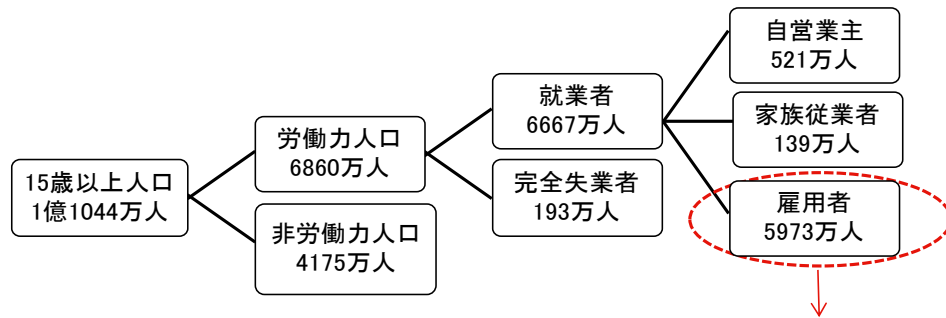 15歳以上人口
1億1044万人
労働力人口
6860万人
非労働力人口
4175万人
就業者
6667万人
完全失業者
193万人
自営業主
521万人
家族従業者
139万人
雇用者
5973万人